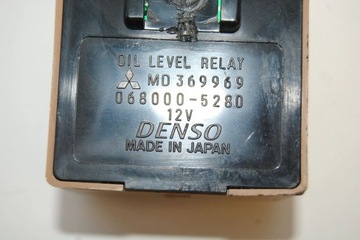 OIL LEVEL RELAY
MD369969
068000-5280
12V
DENSO
MADE IN JAPAN